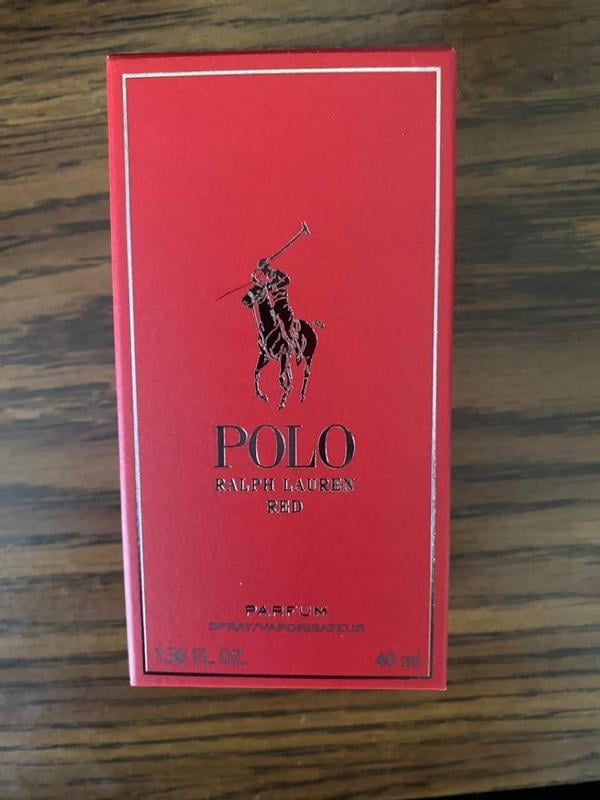 POLO
RALPH LAUREN
RED
PARFUM
SPRAY/VAPORISATEUR
1.36 FL. OZ. 40 ml